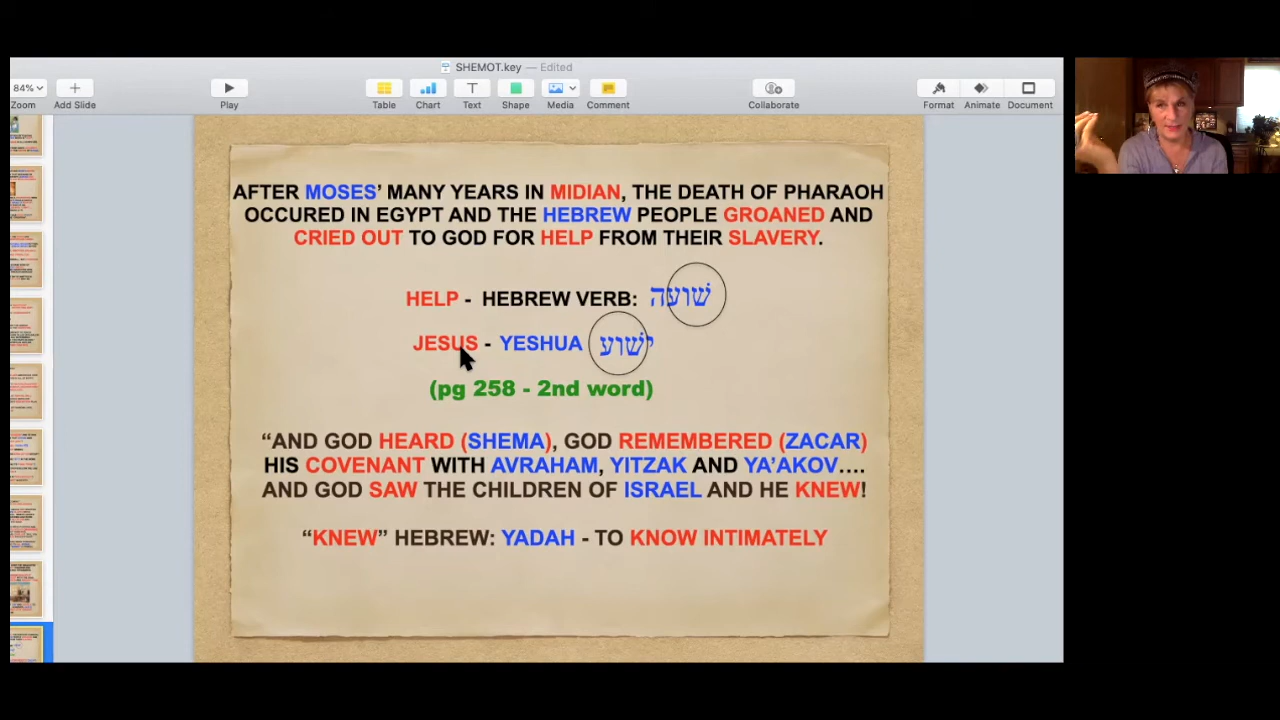 SHEMOT.key — Edited
84%
Zoom
Add Slide
Play
Table
Chart
Text
Shape
Media
Comment
Collaborate
Format
Animate
Document
AFTER MOSES’ MANY YEARS IN MIDIAN, THE DEATH OF PHARAOH
OCCURED IN EGYPT AND THE HEBREW PEOPLE GROANED AND
CRIED OUT TO GOD FOR HELP FROM THEIR SLAVERY.
HELP - HEBREW VERB: שׁועה
JESUS - YESHUA ישׁוע
(pg 258 - 2nd word)
“AND GOD HEARD (SHEMA), GOD REMEMBERED (ZACAR)
HIS COVENANT WITH AVRAHAM, YITZAK AND YA’AKOV....
AND GOD SAW THE CHILDREN OF ISRAEL AND HE KNEW!
“KNEW” HEBREW: YADAH - TO KNOW INTIMATELY